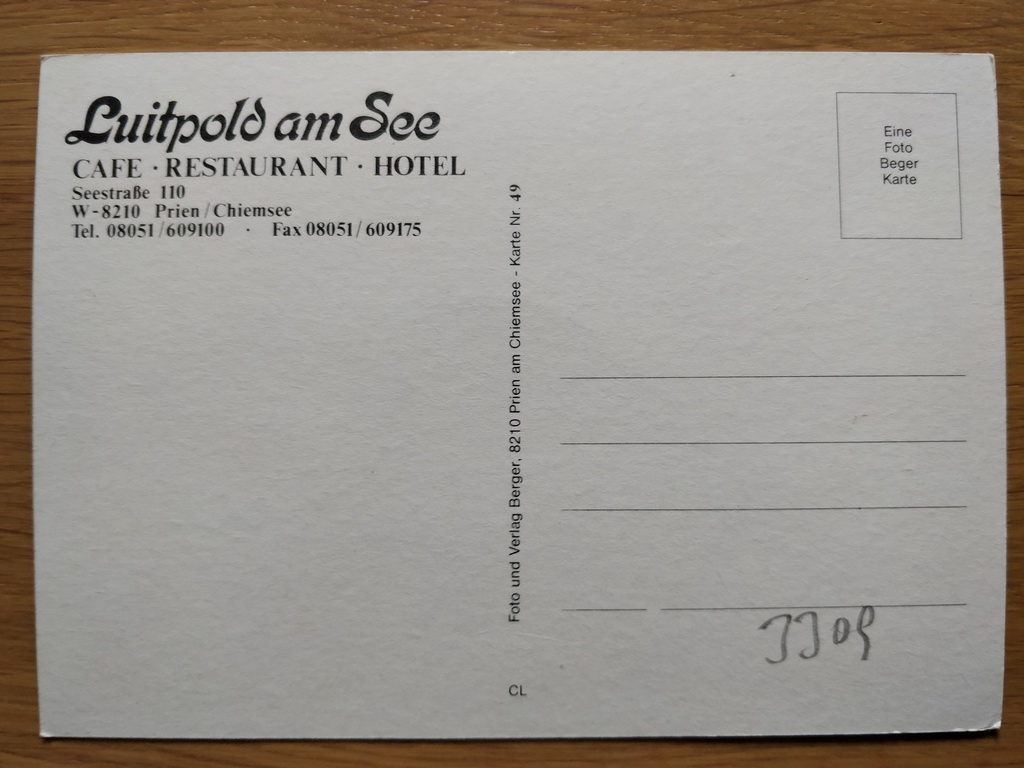 Luitpold am See
CAFE · RESTAURANT · HOTEL
Seestraße 110
W-8210 Prien/Chiemsee
Tel. 08051/609100 · Fax 08051/609175
Foto und Verlag Berger, 8210 Prien am Chiemsee - Karte Nr. 49
CL
Eine
Foto
Beger
Karte